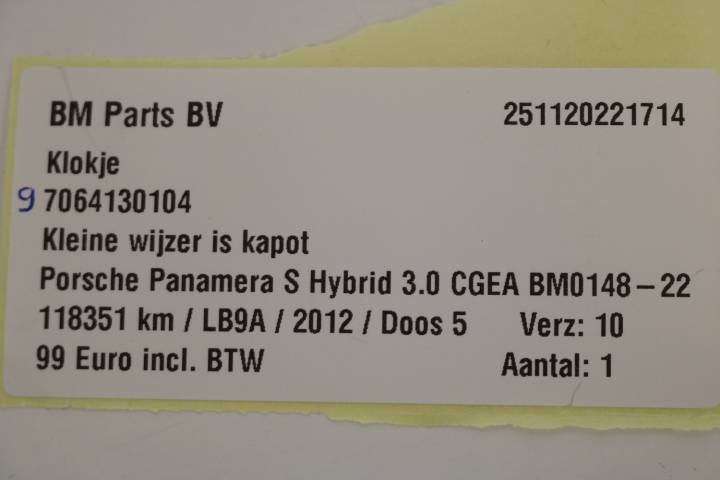 BM Parts BV 251120221714
Klokje
9 7064130104
Kleine wijzer is kapot
Porsche Panamera S Hybrid 3.0 CGEA BM0148-22
118351 km / LB9A / 2012 / Doos 5 Verz: 10
99 Euro incl. BTW Aantal: 1